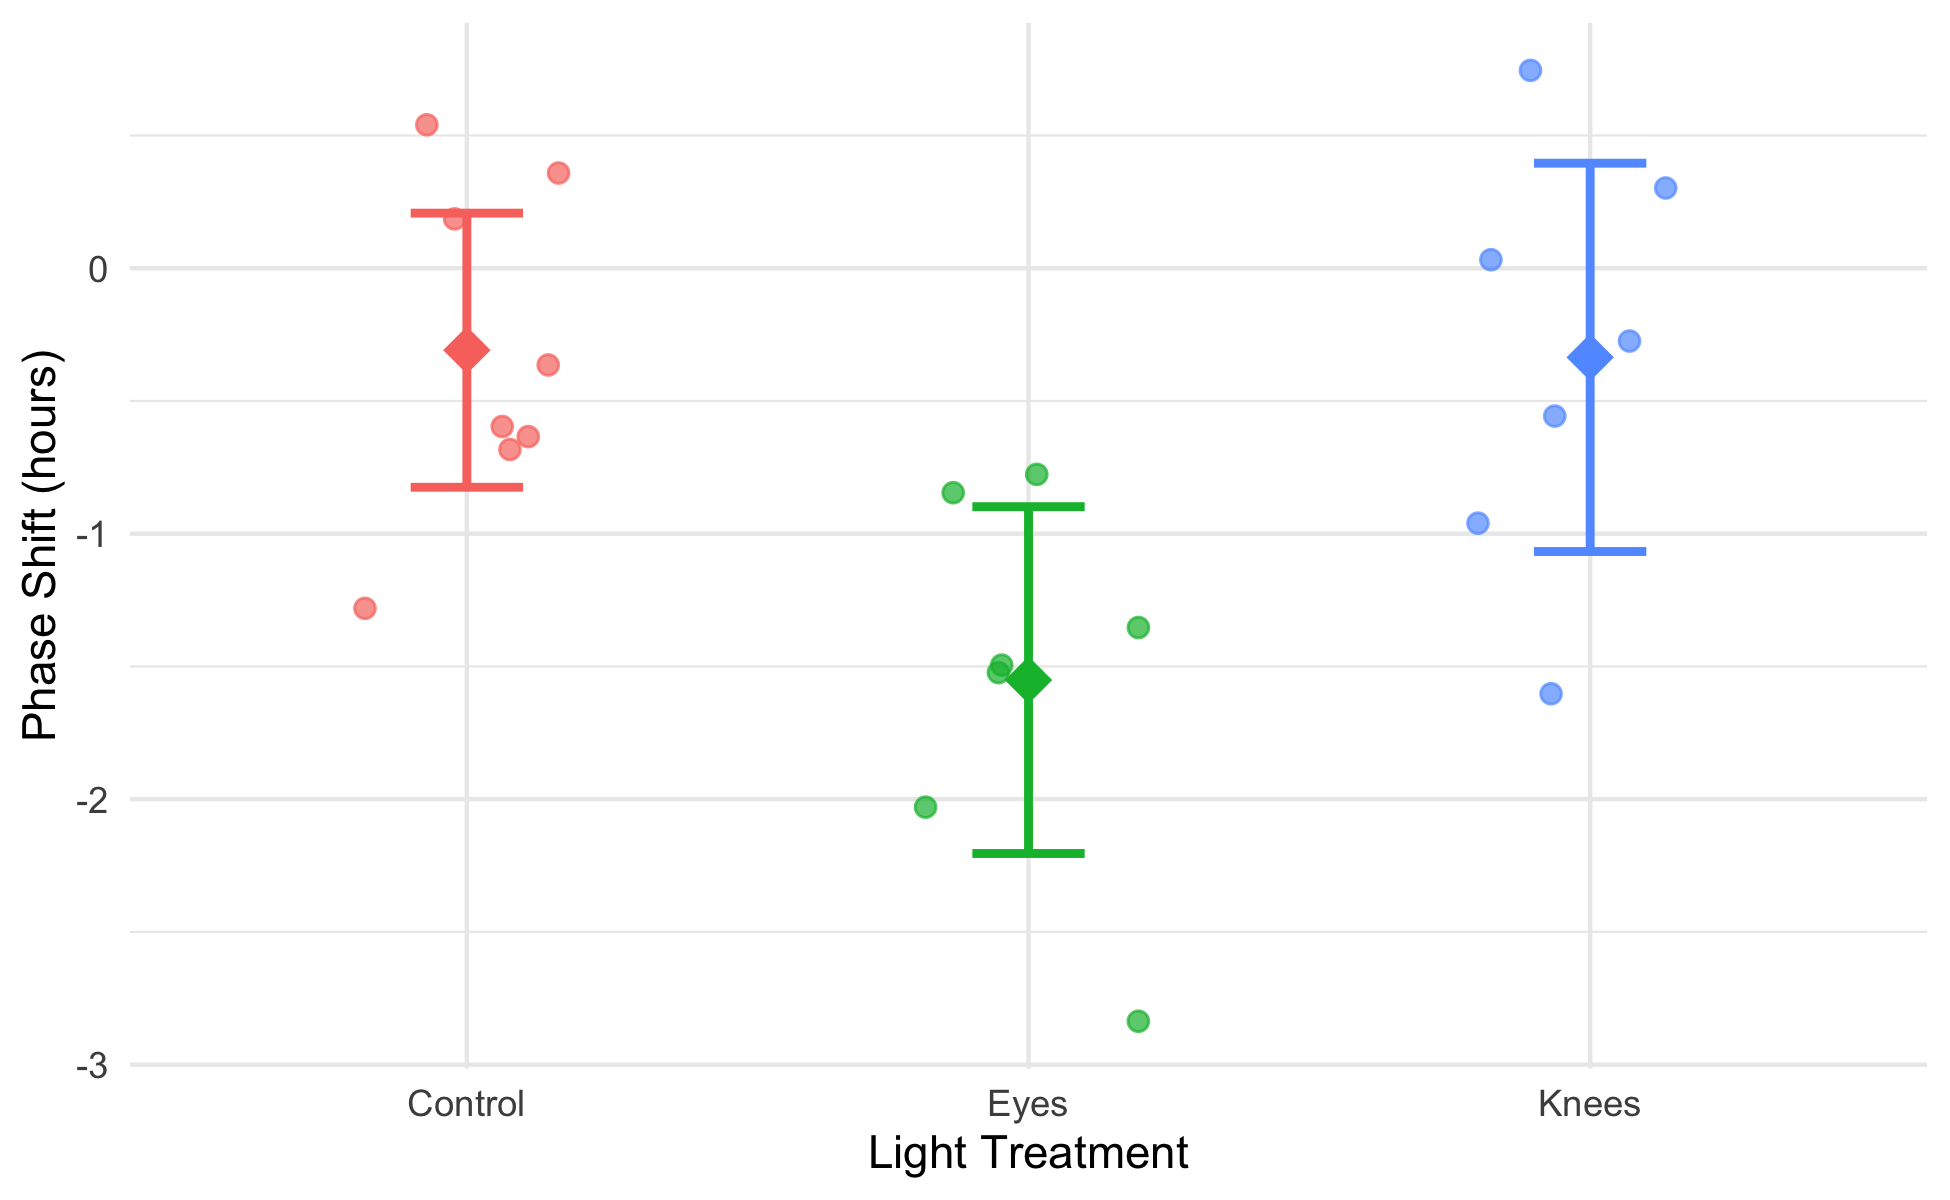 Phase Shift (hours)
0
-1
-2
-3
Control
Eyes
Knees
Light Treatment